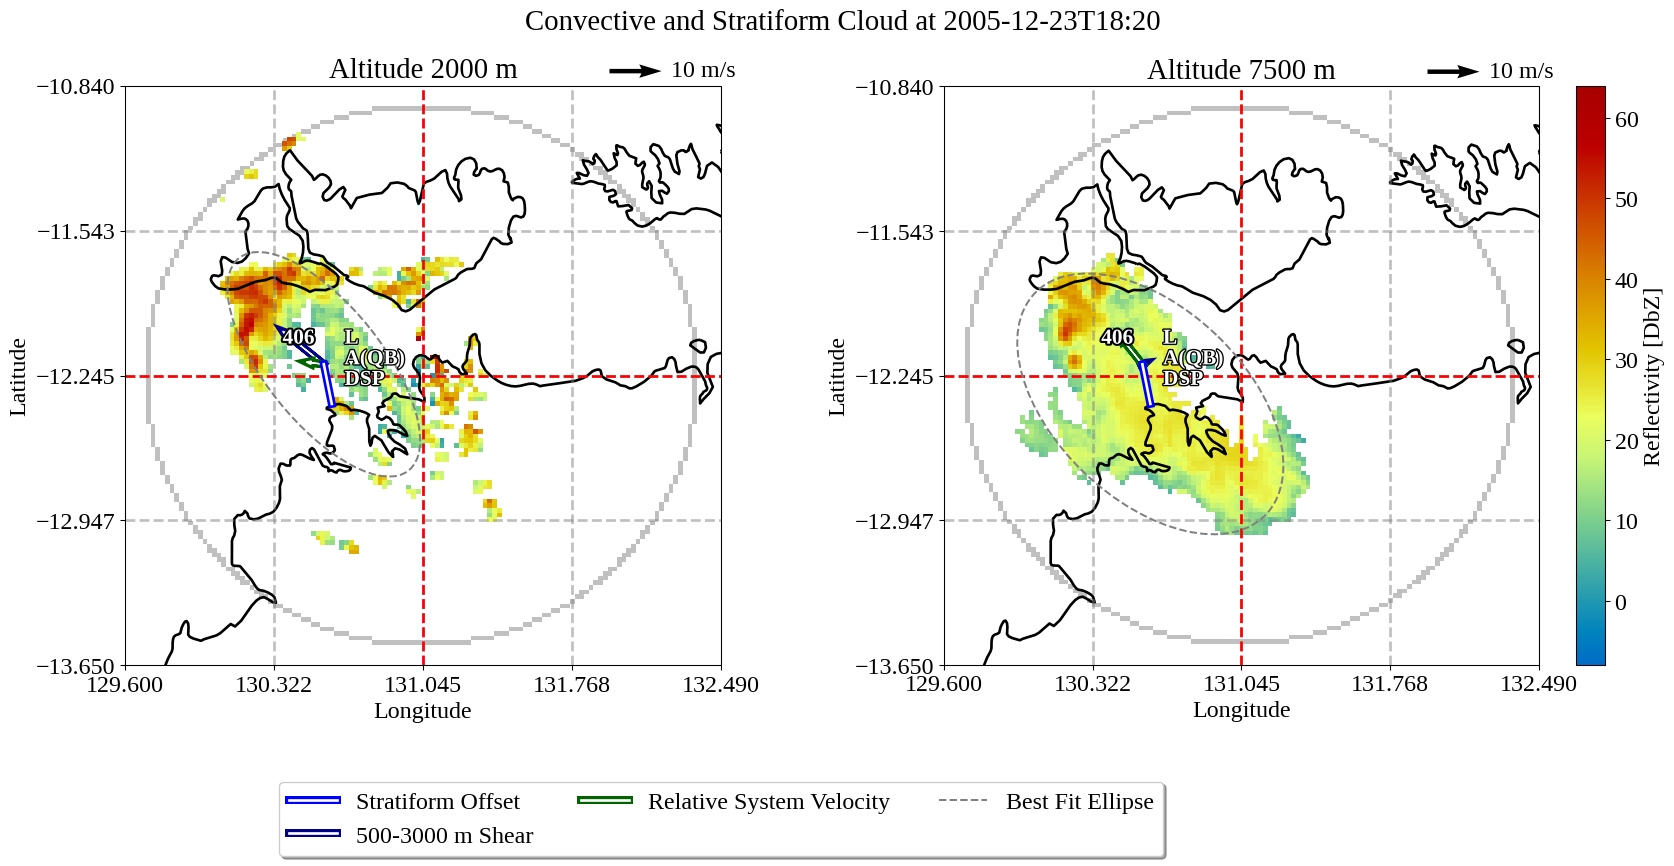 Convective and Stratiform Cloud at 2005-12-23T18:20
Altitude 2000 m
10 m/s
Latitude
−10.840
−11.543
−12.245
−12.947
−13.650
406
L
A(QB)
DSP
129.600
130.322
131.045
131.768
132.490
Longitude
Altitude 7500 m
10 m/s
Latitude
−10.840
−11.543
−12.245
−12.947
−13.650
406
L
A(QB)
DSP
129.600
130.322
131.045
131.768
132.490
Longitude
60
50
40
30
20
10
0
Reflectivity [DbZ]
Stratiform Offset
500-3000 m Shear
Relative System Velocity
Best Fit Ellipse